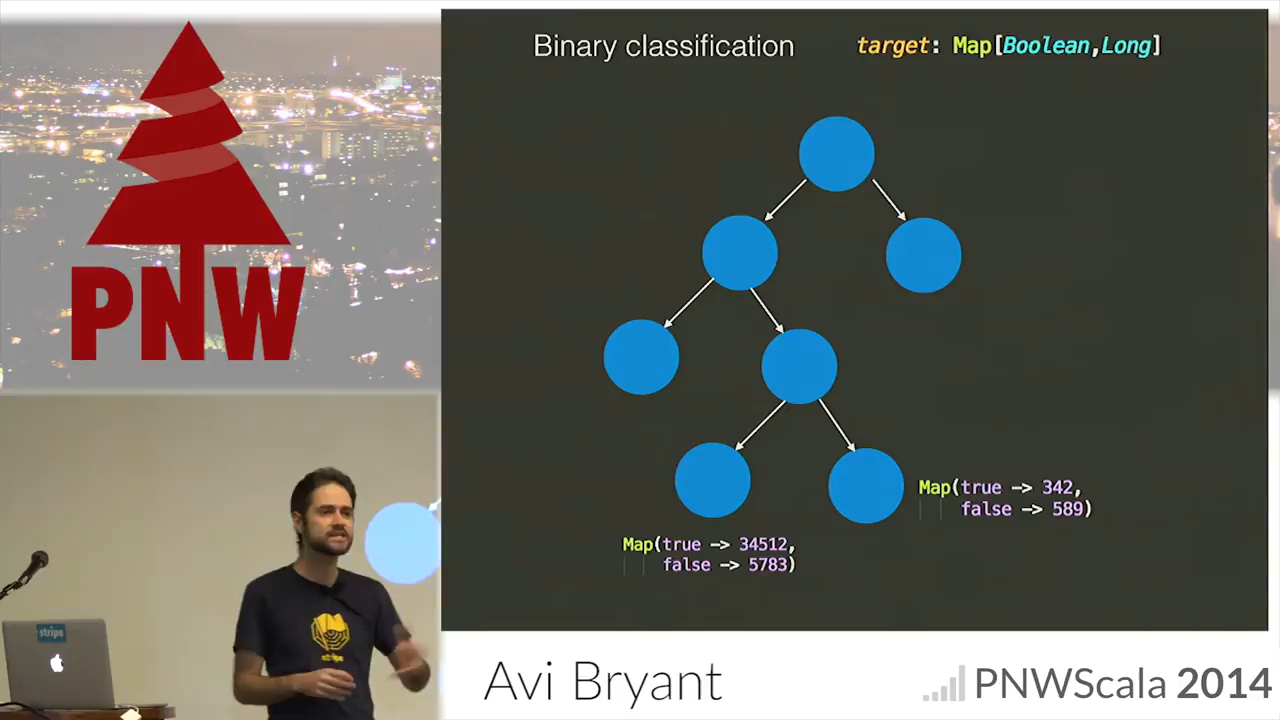 Binary classification
target: Map[Boolean,Long]
PNW
Map(true -> 342,
false -> 589)
Map(true -> 34512,
false -> 5783)
stripe
stripe
Avi Bryant
PNWScala 2014